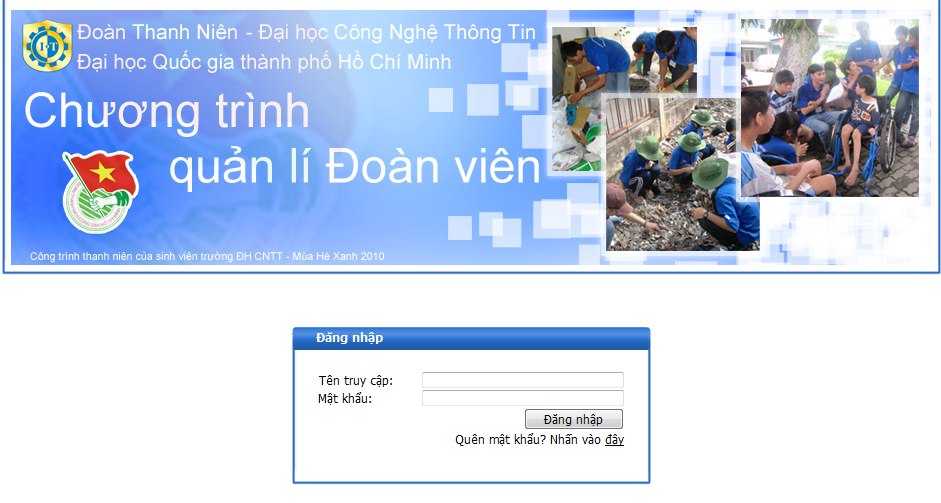 Đoàn Thanh Niên - Đại học Công Nghệ Thông Tin
Đại học Quốc gia thành phố Hồ Chí Minh
Chương trình
quản lí Đoàn viên
Công trình thanh niên của sinh viên trường ĐH CNTT - Mùa Hè Xanh 2010
Đăng nhập
Tên truy cập:
Mật khẩu:
Đăng nhập
Quên mật khẩu? Nhấn vào đây